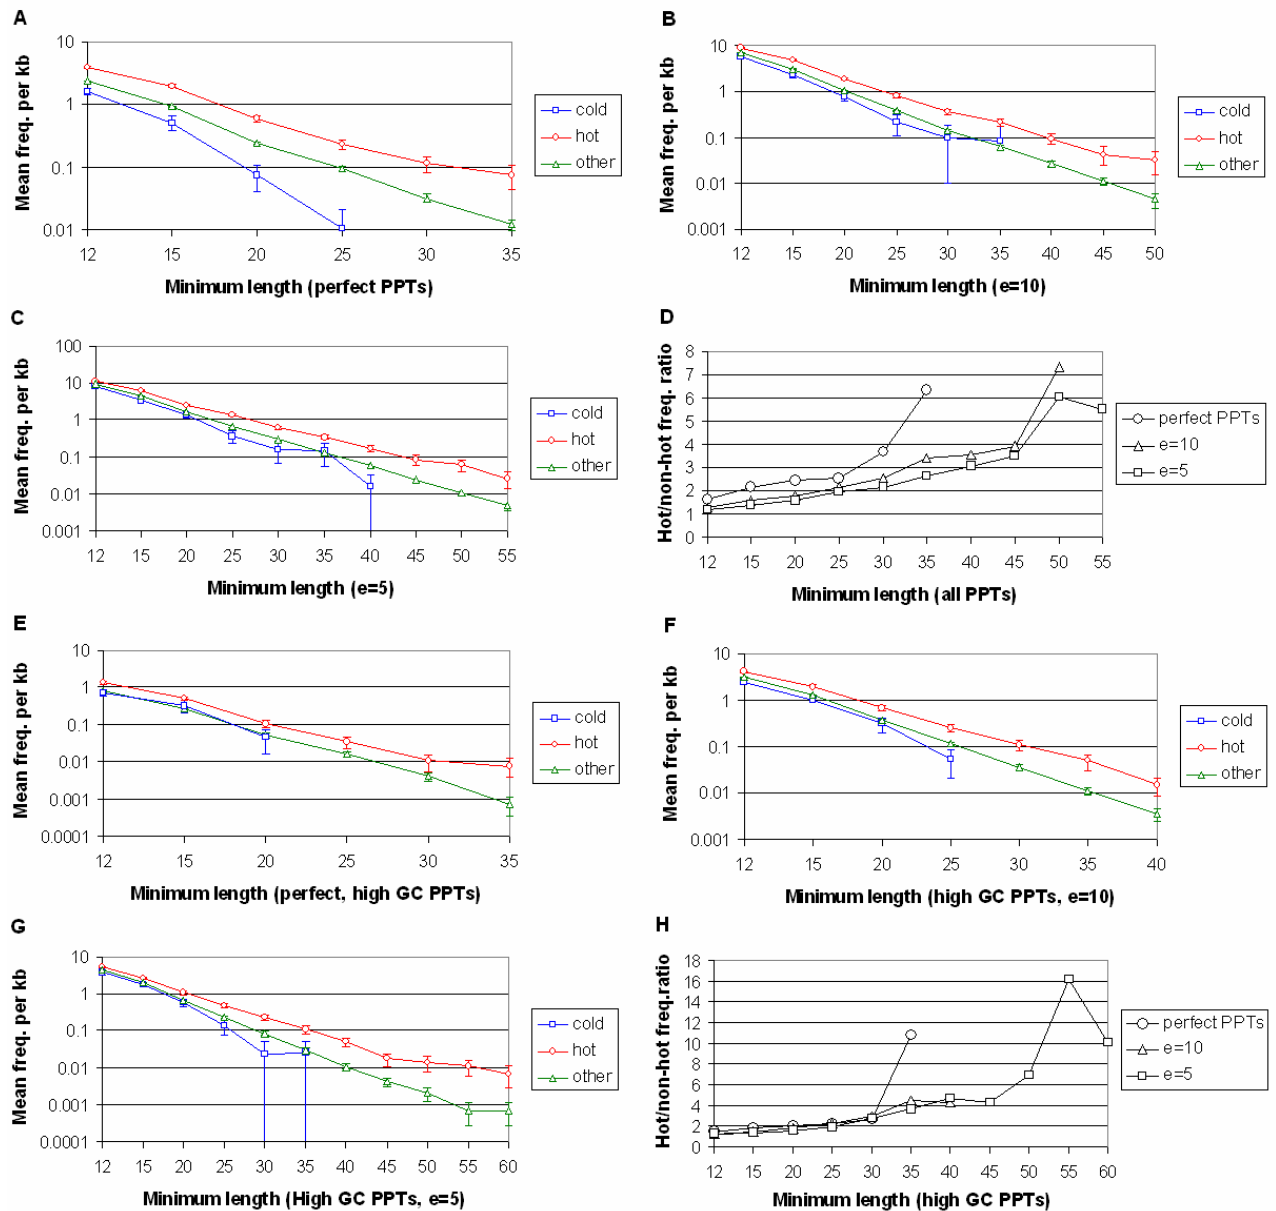 A
Mean freq. per kb
10
1
0.1
0.01
12 15 20 25 30 35
Minimum length (perfect PPTs)
cold
hot
other
B
Mean freq. per kb
10
1
0.1
0.01
0.001
12 15 20 25 30 35 40 45 50
Minimum length (e=10)
cold
hot
other
C
Mean freq. per kb
100
10
1
0.1
0.01
0.001
12 15 20 25 30 35 40 45 50 55
Minimum length (e=5)
cold
hot
other
D
Hot/non-hot freq. ratio
8
7
6
5
4
3
2
1
0
12 15 20 25 30 35 40 45 50 55
Minimum length (all PPTs)
perfect PPTs
e=10
e=5
E
Mean freq. per kb
10
1
0.1
0.01
0.001
0.0001
12 15 20 25 30 35
Minimum length (perfect, high GC PPTs)
cold
hot
other
F
Mean freq. per kb
10
1
0.1
0.01
0.001
12 15 20 25 30 35 40
Minimum length (high GC PPTs, e=10)
cold
hot
other
G
Mean freq. per kb
10
1
0.1
0.01
0.001
0.0001
12 15 20 25 30 35 40 45 50 55 60
Minimum length (High GC PPTs, e=5)
cold
hot
other
H
Hot/non-hot freq.ratio
18
16
14
12
10
8
6
4
2
0
12 15 20 25 30 35 40 45 50 55 60
Minimum length (high GC PPTs)
perfect PPTs
e=10
e=5